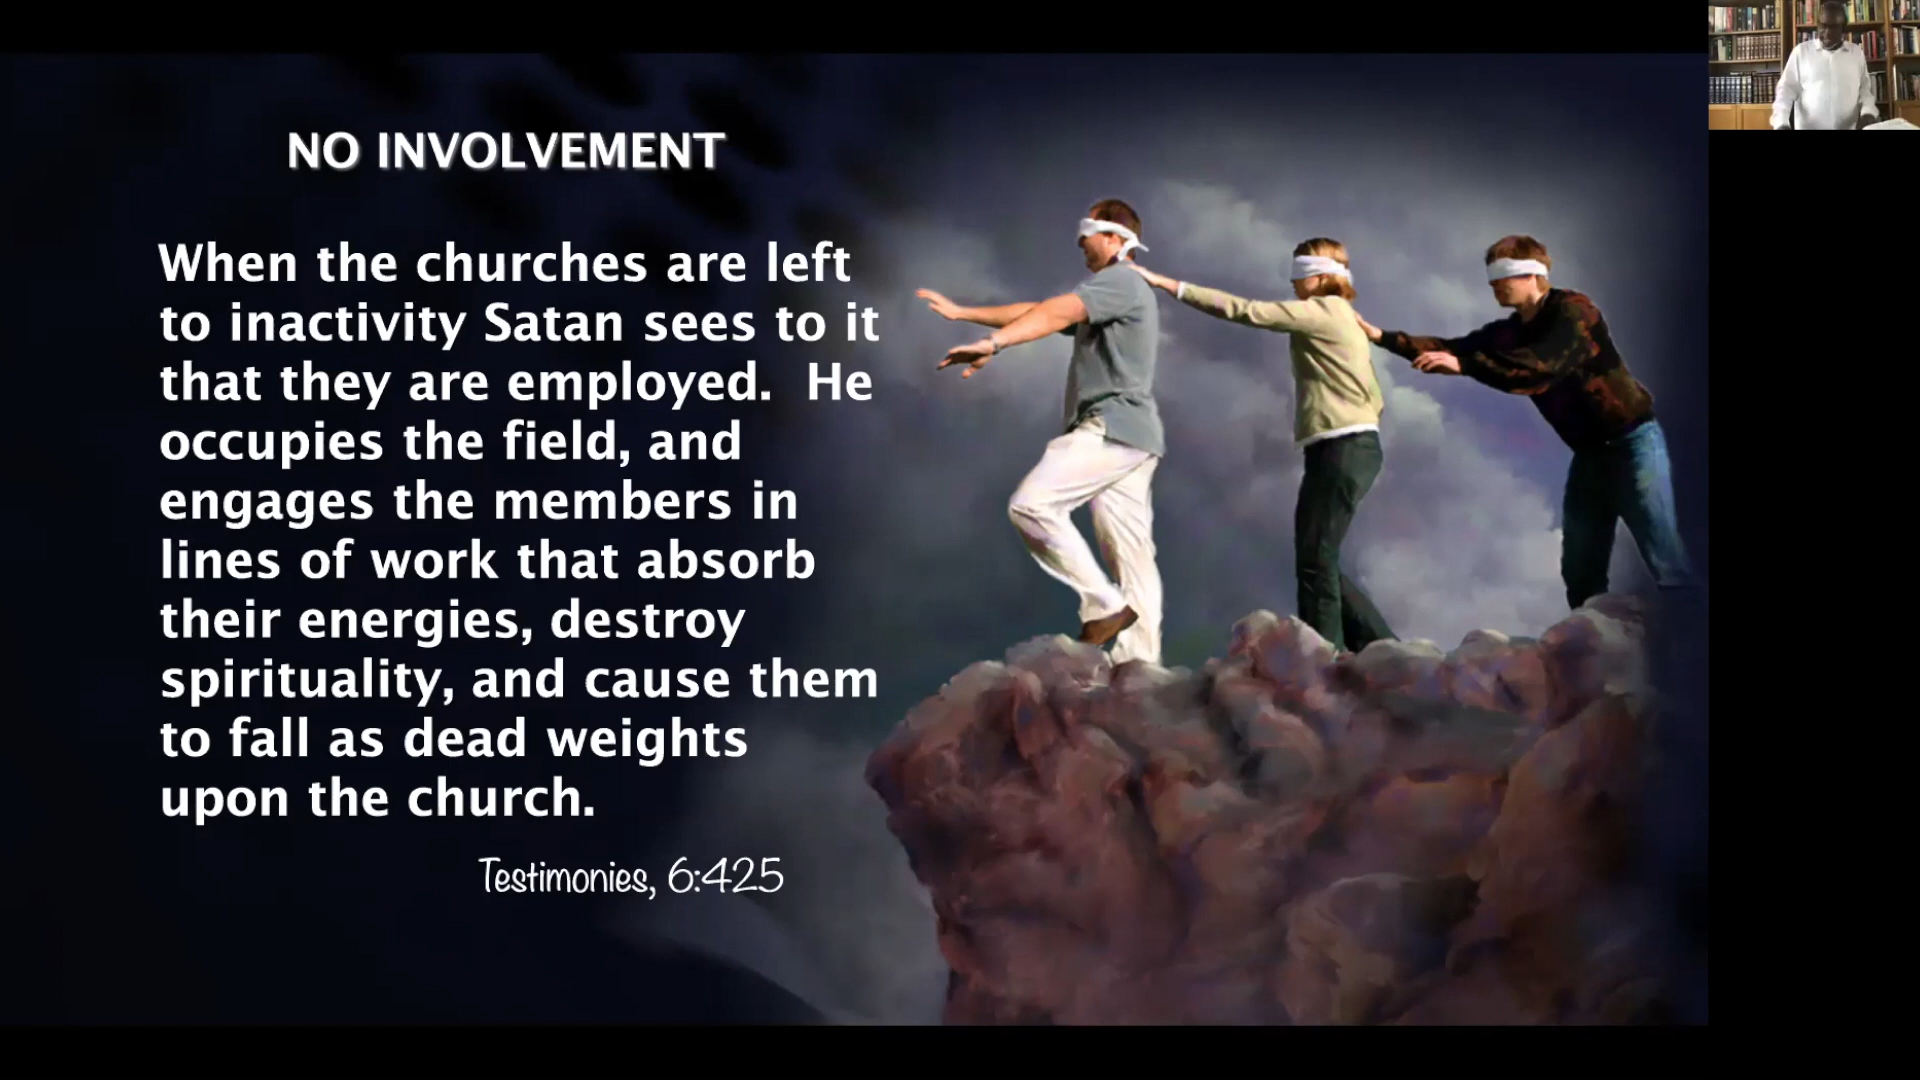 NO INVOLVEMENT
When the churches are left
to inactivity Satan sees to it
that they are employed.  He
occupies the field, and
engages the members in
lines of work that absorb
their energies, destroy
spirituality, and cause them
to fall as dead weights
upon the church.
Testimonies, 6:425